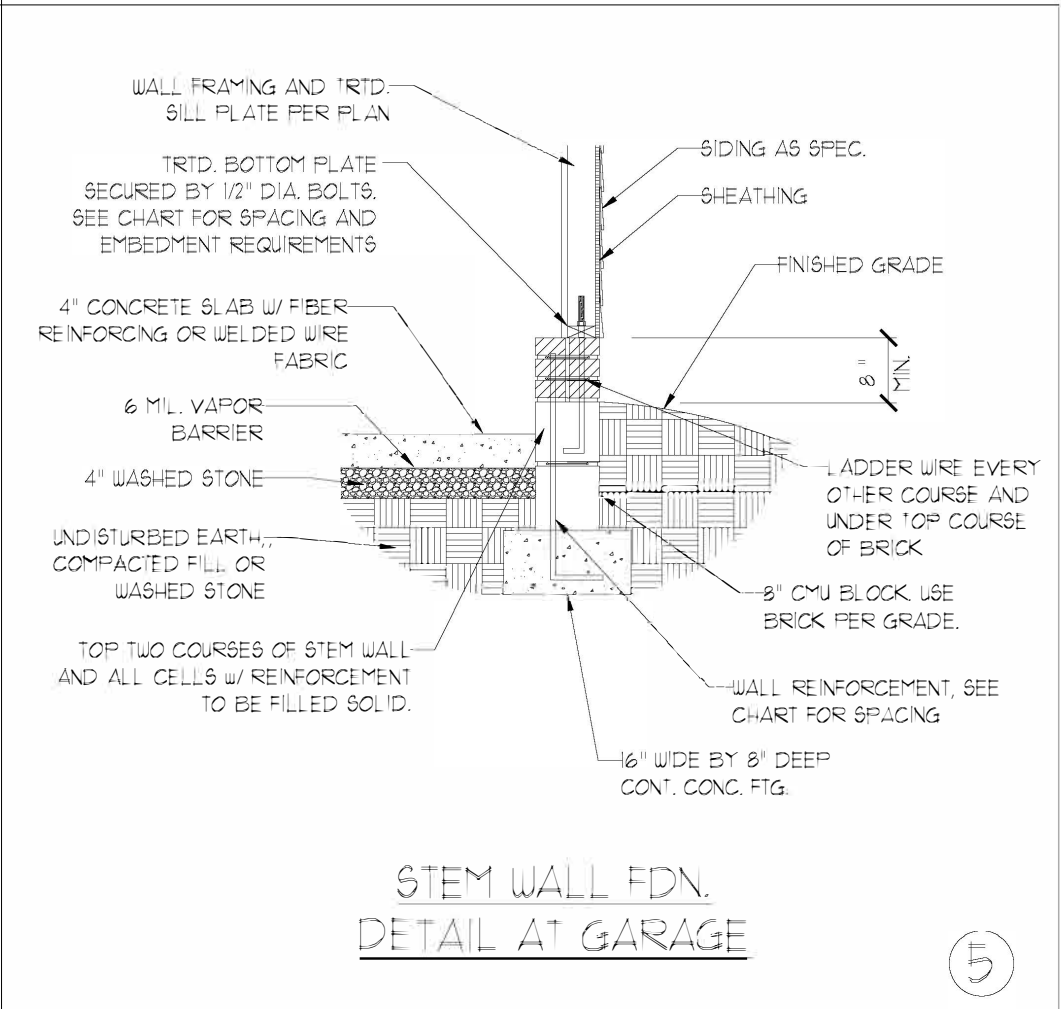 WALL FRAMING AND TRTD.
SILL PLATE PER PLAN
TRTD. BOTTOM PLATE
SECURED BY 1/2" DIA. BOLTS.
SEE CHART FOR SPACING AND
EMBEDMENT REQUIREMENTS
4" CONCRETE SLAB W/ FIBER
REINFORCING OR WELDED WIRE
FABRIC
6 MIL. VAPOR
BARRIER
4" WASHED STONE
UNDISTURBED EARTH,
COMPACTED FILL OR
WASHED STONE
TOP TWO COURSES OF STEM WALL
AND ALL CELLS w/ REINFORCEMENT
TO BE FILLED SOLID.
SIDING AS SPEC.
SHEATHING
FINISHED GRADE
8"
MIN.
LADDER WIRE EVERY
OTHER COURSE AND
UNDER TOP COURSE
OF BRICK
8" CMU BLOCK. USE
BRICK PER GRADE.
WALL REINFORCEMENT, SEE
CHART FOR SPACING
16" WIDE BY 8" DEEP
CONT. CONC. FTG.
STEM WALL FDN.
DETAIL AT GARAGE
5